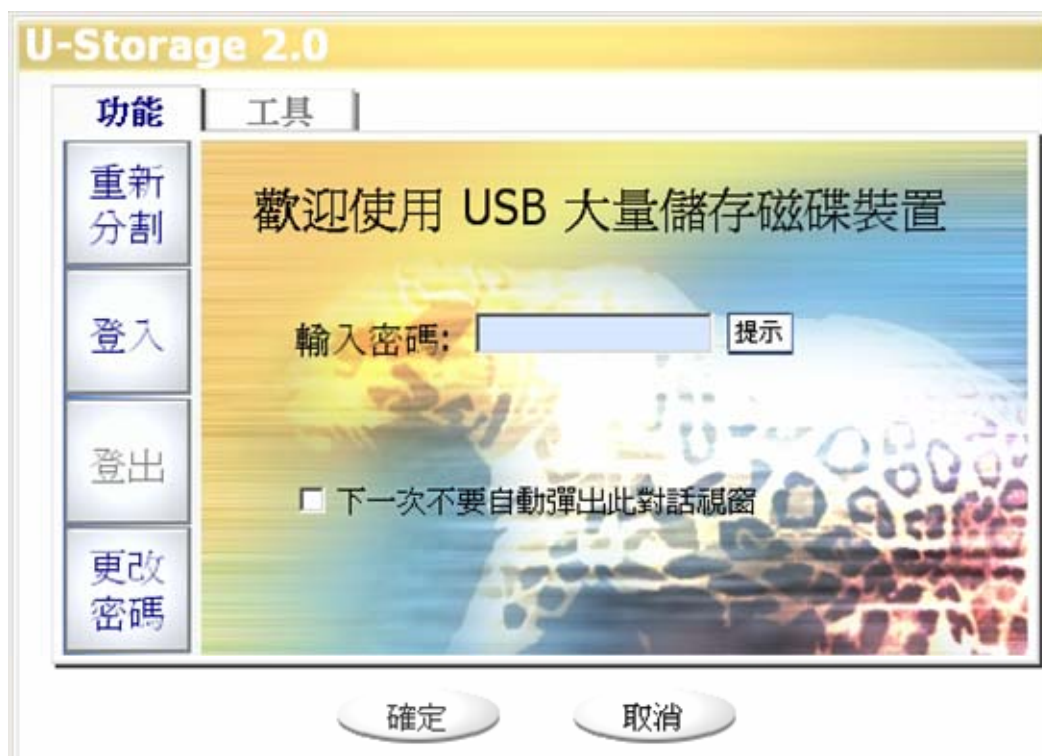 U-Storage 2.0
功能
工具
重新
分割
歡迎使用 USB 大量儲存磁碟裝置
登入
輸入密碼:
提示
登出
下一次不要自動彈出此對話視窗
更改
密碼
確定
取消